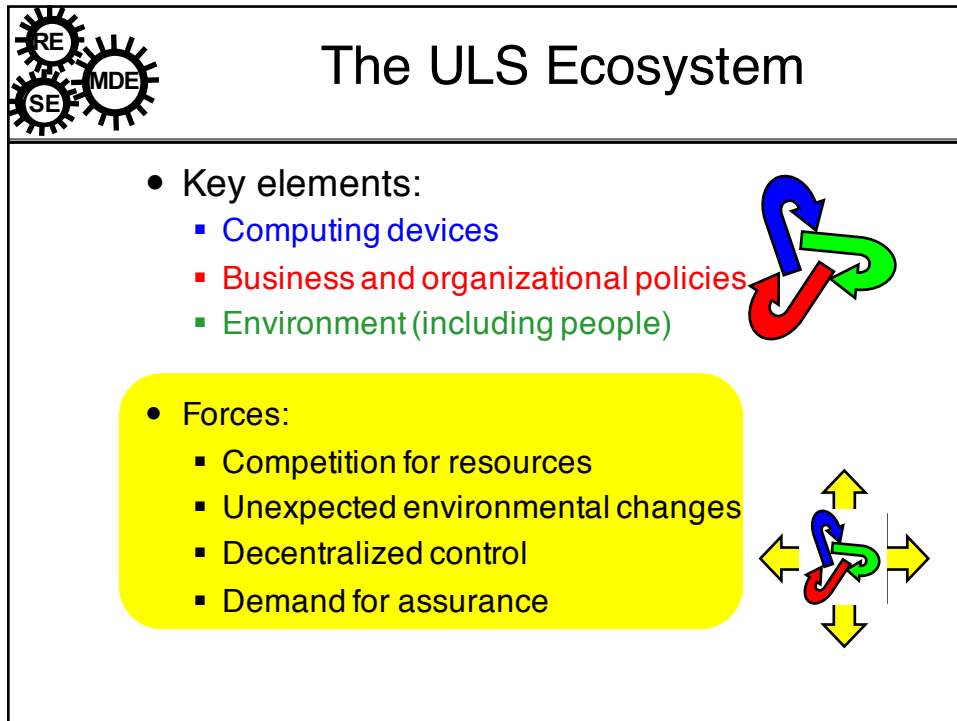 RE
MDE
SE
The ULS Ecosystem
• Key elements:
▪ Computing devices
▪ Business and organizational policies
▪ Environment (including people)
• Forces:
▪ Competition for resources
▪ Unexpected environmental changes
▪ Decentralized control
▪ Demand for assurance